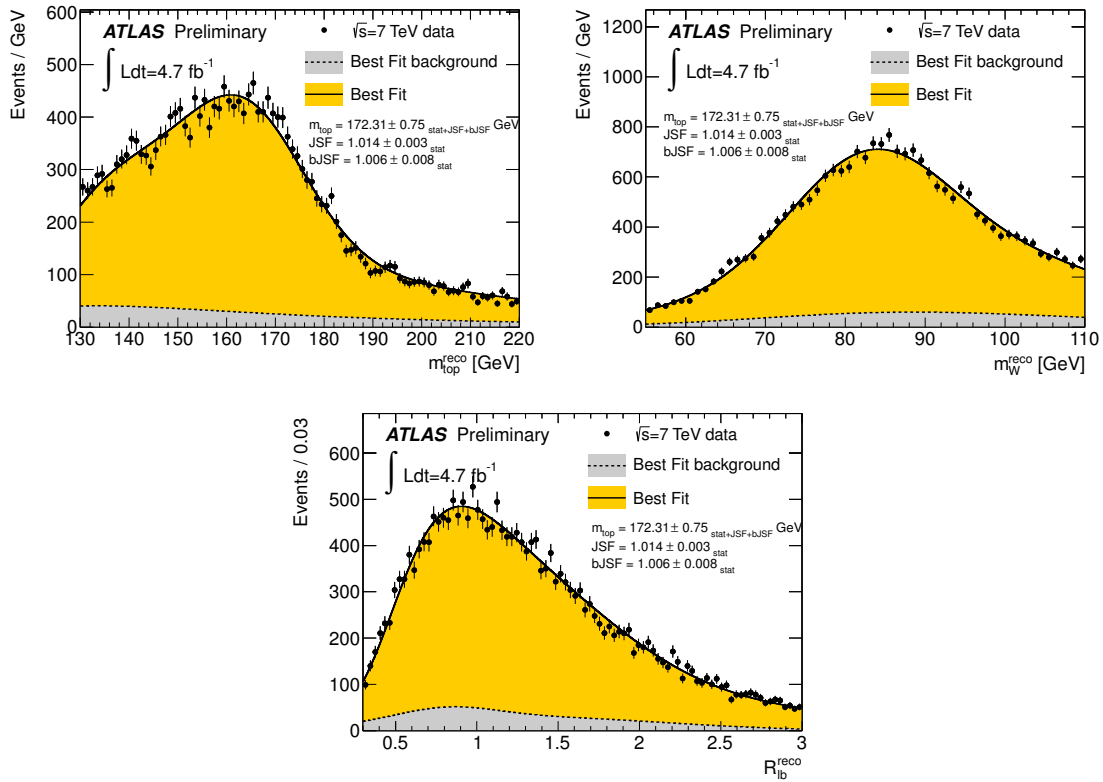 ATLAS Preliminary
∫ Ldt=4.7 fb⁻¹
√s=7 TeV data
Best Fit background
Best Fit
m_top = 172.31 ± 0.75 stat+JSF+bJSF GeV
JSF = 1.014 ± 0.003 stat
bJSF = 1.006 ± 0.008 stat
Events / GeV
600
500
400
300
200
100
0
130 140 150 160 170 180 190 200 210 220
m_top^reco [GeV]
ATLAS Preliminary
∫ Ldt=4.7 fb⁻¹
√s=7 TeV data
Best Fit background
Best Fit
m_top = 172.31 ± 0.75 stat+JSF+bJSF GeV
JSF = 1.014 ± 0.003 stat
bJSF = 1.006 ± 0.008 stat
Events / GeV
1200
1000
800
600
400
200
0
60 70 80 90 100 110
m_W^reco [GeV]
ATLAS Preliminary
∫ Ldt=4.7 fb⁻¹
√s=7 TeV data
Best Fit background
Best Fit
m_top = 172.31 ± 0.75 stat+JSF+bJSF GeV
JSF = 1.014 ± 0.003 stat
bJSF = 1.006 ± 0.008 stat
Events / 0.03
600
500
400
300
200
100
0
0.5 1 1.5 2 2.5 3
R_lb^reco